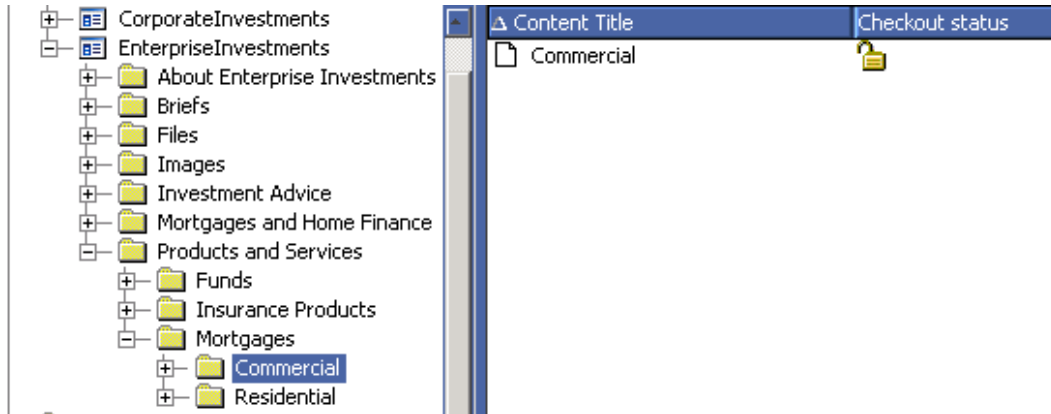 CorporateInvestments
EnterpriseInvestments
About Enterprise Investments
Briefs
Files
Images
Investment Advice
Mortgages and Home Finance
Products and Services
Funds
Insurance Products
Mortgages
Commercial
Residential
Content Title Checkout status
Commercial